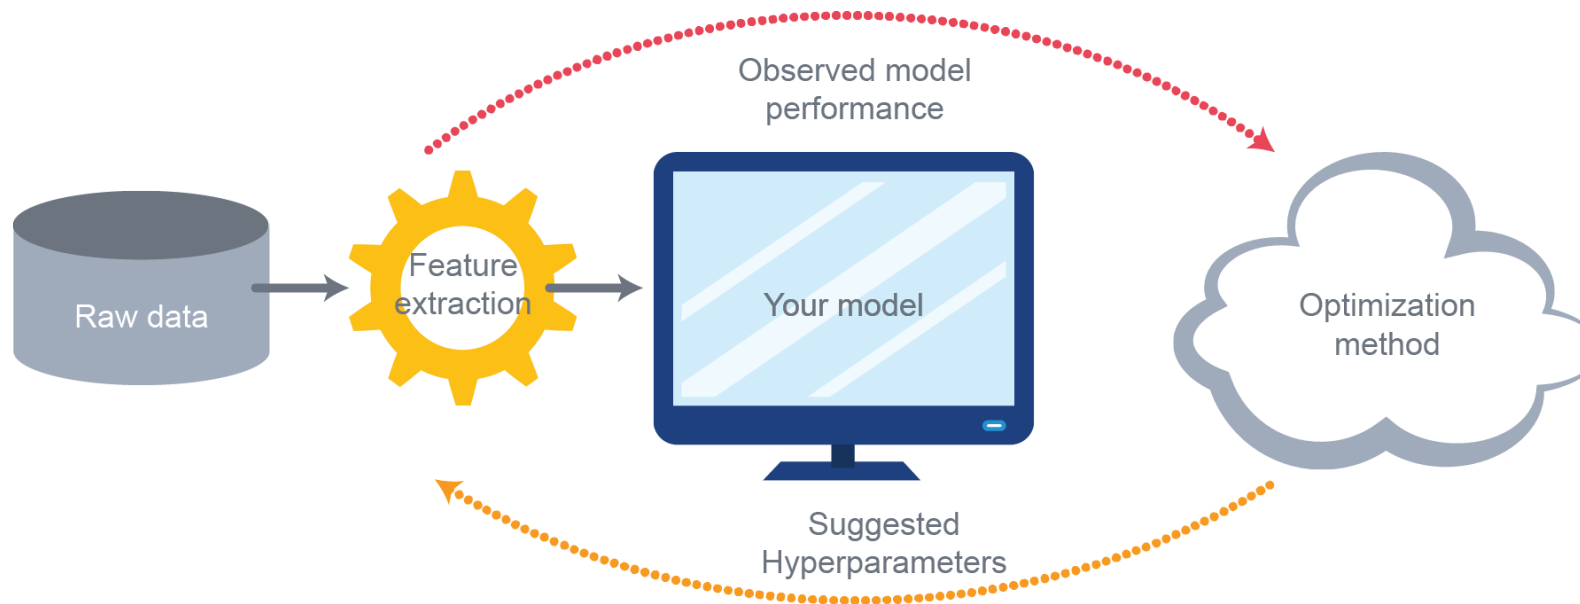 Observed model
performance
Raw data
Feature
extraction
Your model
Optimization
method
Suggested
Hyperparameters